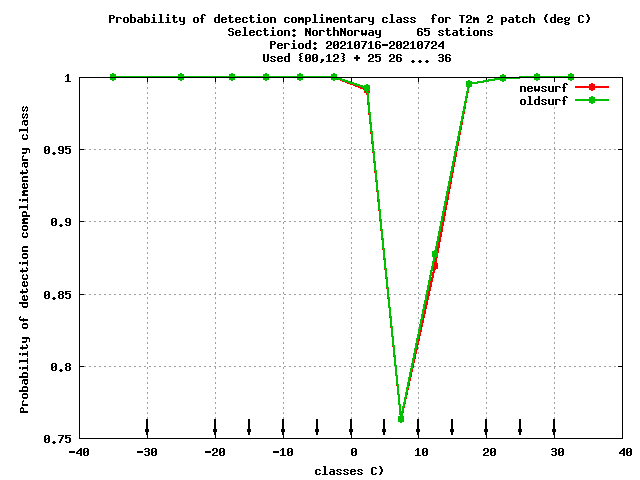 Probability of detection complimentary class  for T2m 2 patch (deg C)
Selection: NorthNorway     65 stations
Period: 20210716-20210724
Used {00,12} + 25 26 ... 36
newsurf
oldsurf
1
0.95
0.9
0.85
0.8
0.75
Probability of detection complimentary class
-40 -30 -20 -10 0 10 20 30 40
classes C)